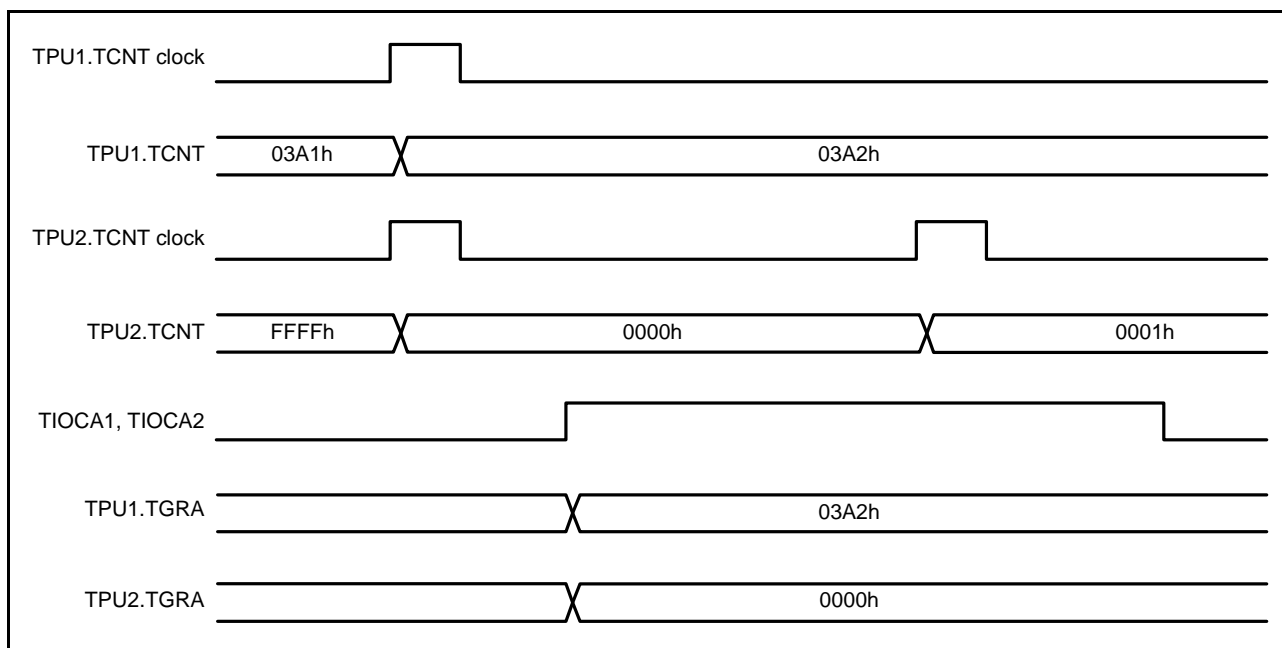 TPU1.TCNT clock
TPU1.TCNT 03A1h 03A2h
TPU2.TCNT clock
TPU2.TCNT FFFFh 0000h 0001h
TIOCA1, TIOCA2
TPU1.TGRA 03A2h
TPU2.TGRA 0000h